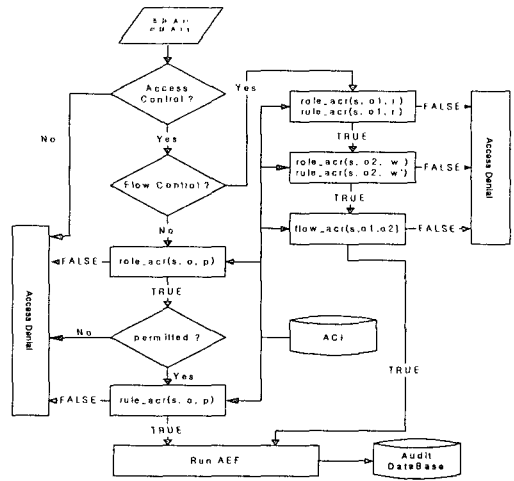 Access
Control ?
Yes
No
Yes
Flow Control ?
No
role_acr(s, o1, r)
rule_acr(s, o1, r)
FALSE
TRUE
role_acr(s, o2, w)
rule_acr(s, o2, w')
FALSE
TRUE
flow_acr(s,o1,o2)
FALSE
Access Denial
role_acr(s, o, p)
FALSE
TRUE
permitted ?
No
Yes
ACI
Access Denial
rule_acr(s, o, p)
FALSE
TRUE
TRUE
Run AEF
Audit
DataBase